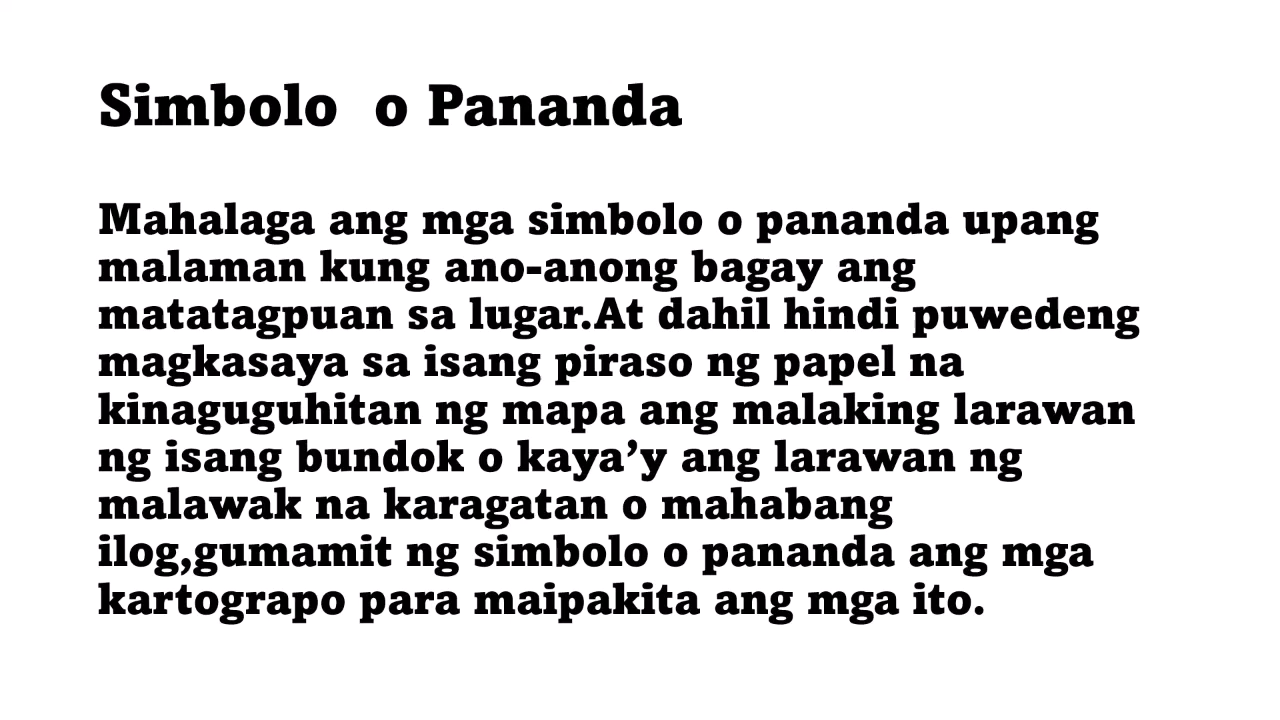 Simbolo  o Pananda
Mahalaga ang mga simbolo o pananda upang
malaman kung ano-anong bagay ang
matatagpuan sa lugar.At dahil hindi puwedeng
magkasaya sa isang piraso ng papel na
kinaguguhitan ng mapa ang malaking larawan
ng isang bundok o kaya’y ang larawan ng
malawak na karagatan o mahabang
ilog,gumamit ng simbolo o pananda ang mga
kartograpo para maipakita ang mga ito.